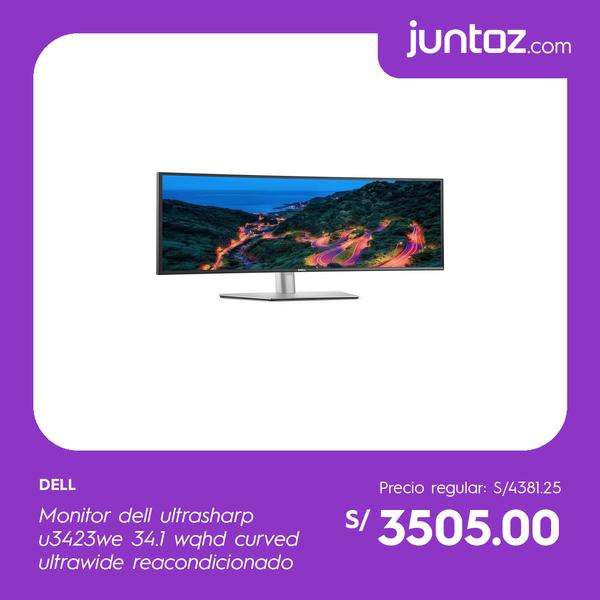 juntoz.com
DELL
Monitor dell ultrasharp
u3423we 34.1 wqhd curved
ultrawide reacondicionado
Precio regular: S/4381.25
S/ 3505.00